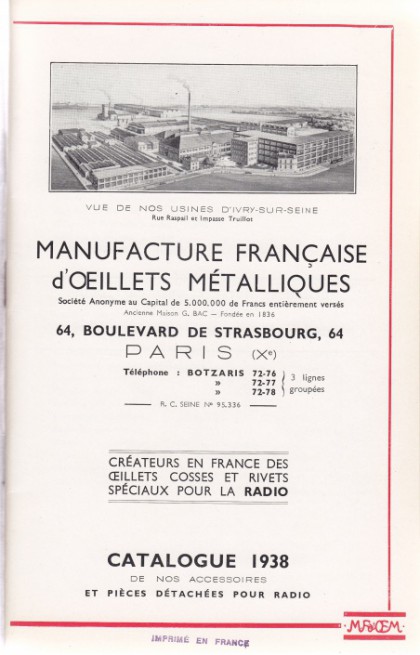 VUE DE NOS USINES D'IVRY-SUR-SEINE
Rue Raspail et Impasse Truillot
MANUFACTURE FRANÇAISE
d'ŒILLETS MÉTALLIQUES
Société Anonyme au Capital de 5.000.000 de Francs entièrement versés
Ancienne Maison G. BAC — Fondée en 1836
64, BOULEVARD DE STRASBOURG, 64
PARIS (Xe)
Téléphone : BOTZARIS 72-76
» 72-77
» 72-78
3 lignes
groupées
R. C. SEINE No 95.336
CRÉATEURS EN FRANCE DES
ŒILLETS COSSES ET RIVETS
SPÉCIAUX POUR LA RADIO
CATALOGUE 1938
DE NOS ACCESSOIRES
ET PIÈCES DÉTACHÉES POUR RADIO
IMPRIMÉ EN FRANCE